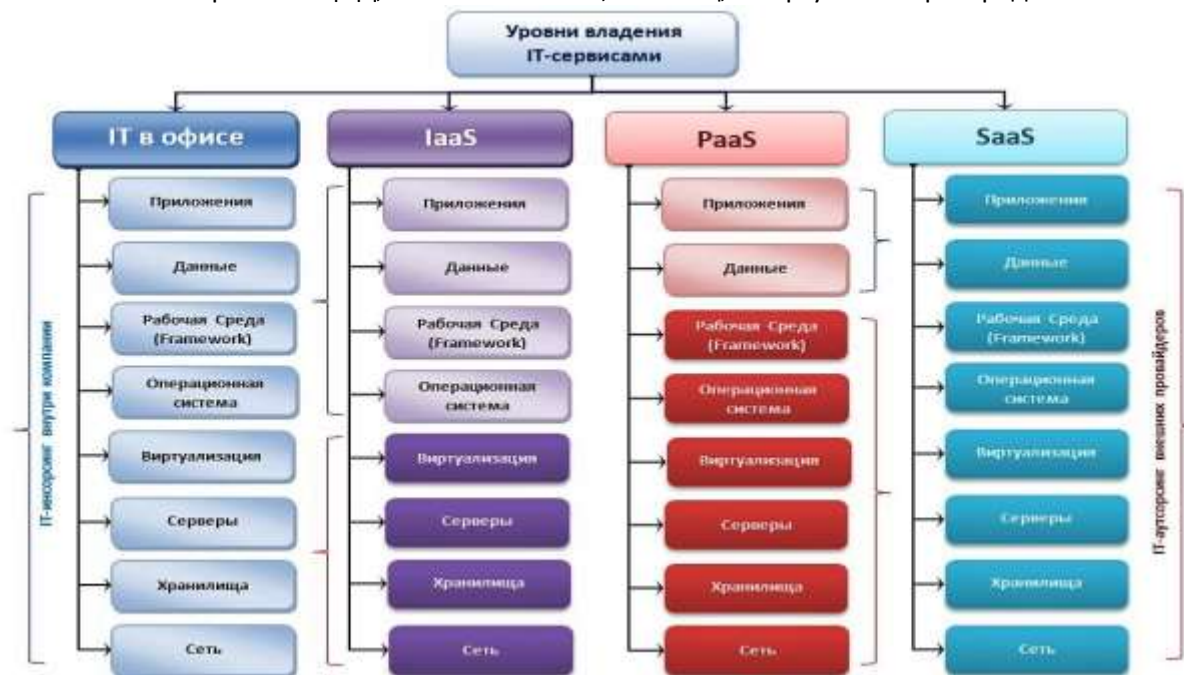 Уровни владения
IT-сервисами
IT в офисе
IaaS
PaaS
SaaS
IT-инсорсинг внутри компании
Приложения
Данные
Рабочая Среда
(Framework)
Операционная
система
Виртуализация
Серверы
Хранилища
Сеть
Приложения
Данные
Рабочая Среда
(Framework)
Операционная
система
Виртуализация
Серверы
Хранилища
Сеть
Приложения
Данные
Рабочая Среда
(Framework)
Операционная
система
Виртуализация
Серверы
Хранилища
Сеть
Приложения
Данные
Рабочая Среда
(Framework)
Операционная
система
Виртуализация
Серверы
Хранилища
Сеть
IT-аутсорсинг внешних провайдеров